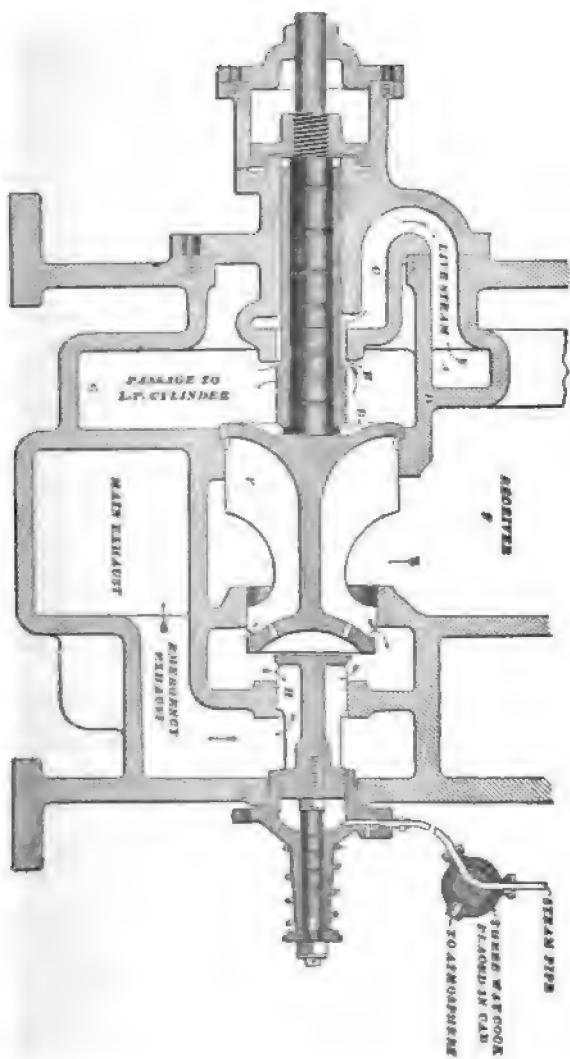 LIVE STEAM
PASSAGE TO
L.P. CYLINDER
RECEIVER
MAIN EXHAUST
EMERGENCY
EXHAUST
H
STEAM PIPE
THREE WAY COCK
PLACED IN CAB
TO ATMOSPHERE